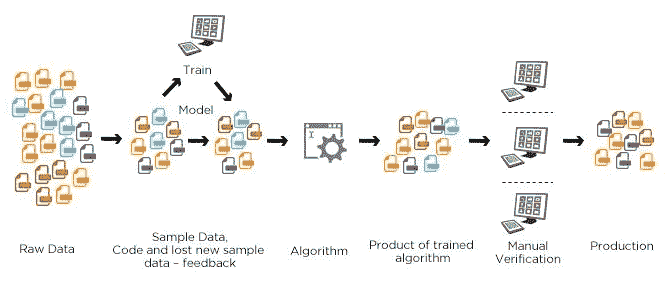 Train
Model
Raw Data
Sample Data,
Code and lost new sample
data – feedback
Algorithm
Product of trained
algorithm
Manual
Verification
Production